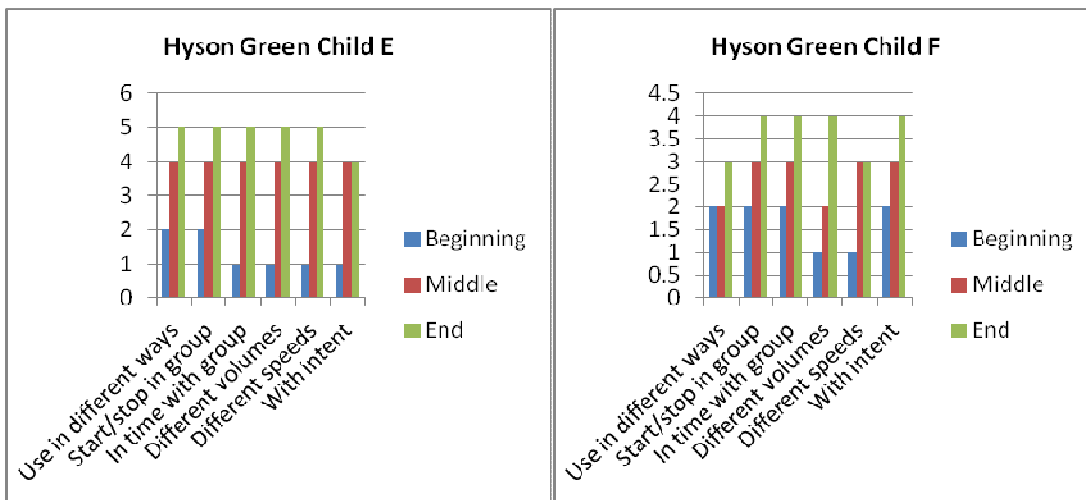 Hyson Green Child E
6
5
4
3
2
1
0
Use in different ways
Start/stop in group
In time with group
Different volumes
Different speeds
With intent
Beginning
Middle
End
Hyson Green Child F
4.5
4
3.5
3
2.5
2
1.5
1
0.5
0
Use in different ways
Start/stop in group
In time with group
Different volumes
Different speeds
With intent
Beginning
Middle
End